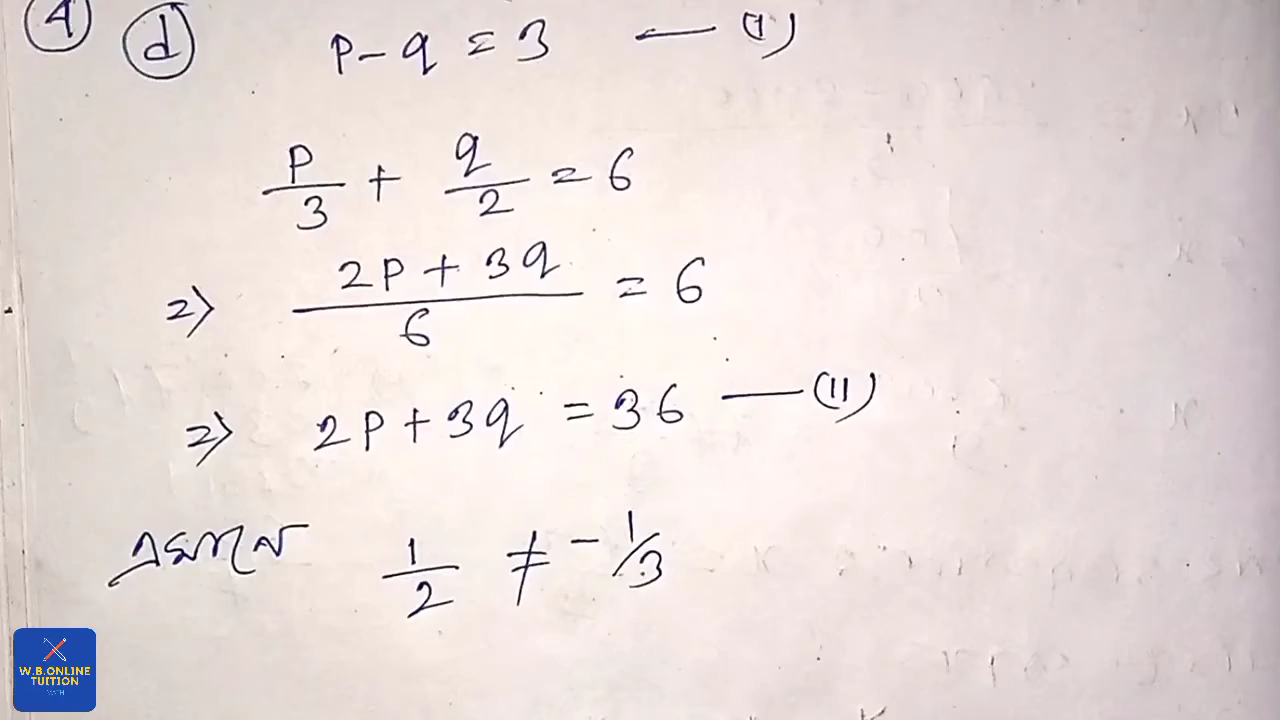 4 d p - q = 3 — (I)
p/3 + q/2 = 6
=> (2p + 3q)/6 = 6
=> 2p + 3q = 36 — (II)
এখানে 1/2 ≠ - 1/3
W.B.ONLINE
TUITION
MATH